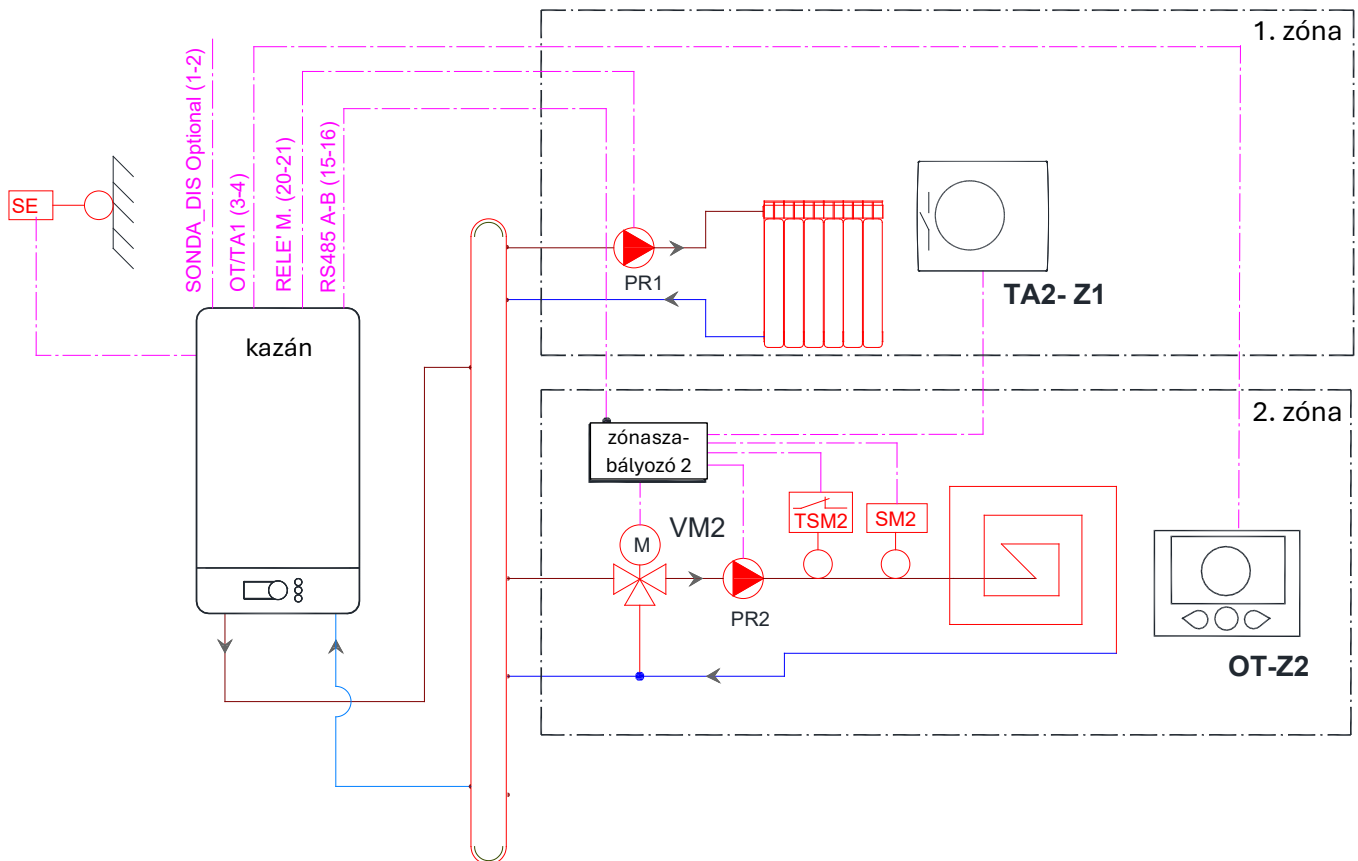 1. zóna
SONDA_DIS Optional (1-2)
OT/TA1 (3-4)
RELE' M. (20-21)
RS485 A-B (15-16)
SE
PR1
TA2- Z1
kazán
2. zóna
zónasza-
bályozó 2
TSM2
SM2
VM2
M
PR2
OT-Z2